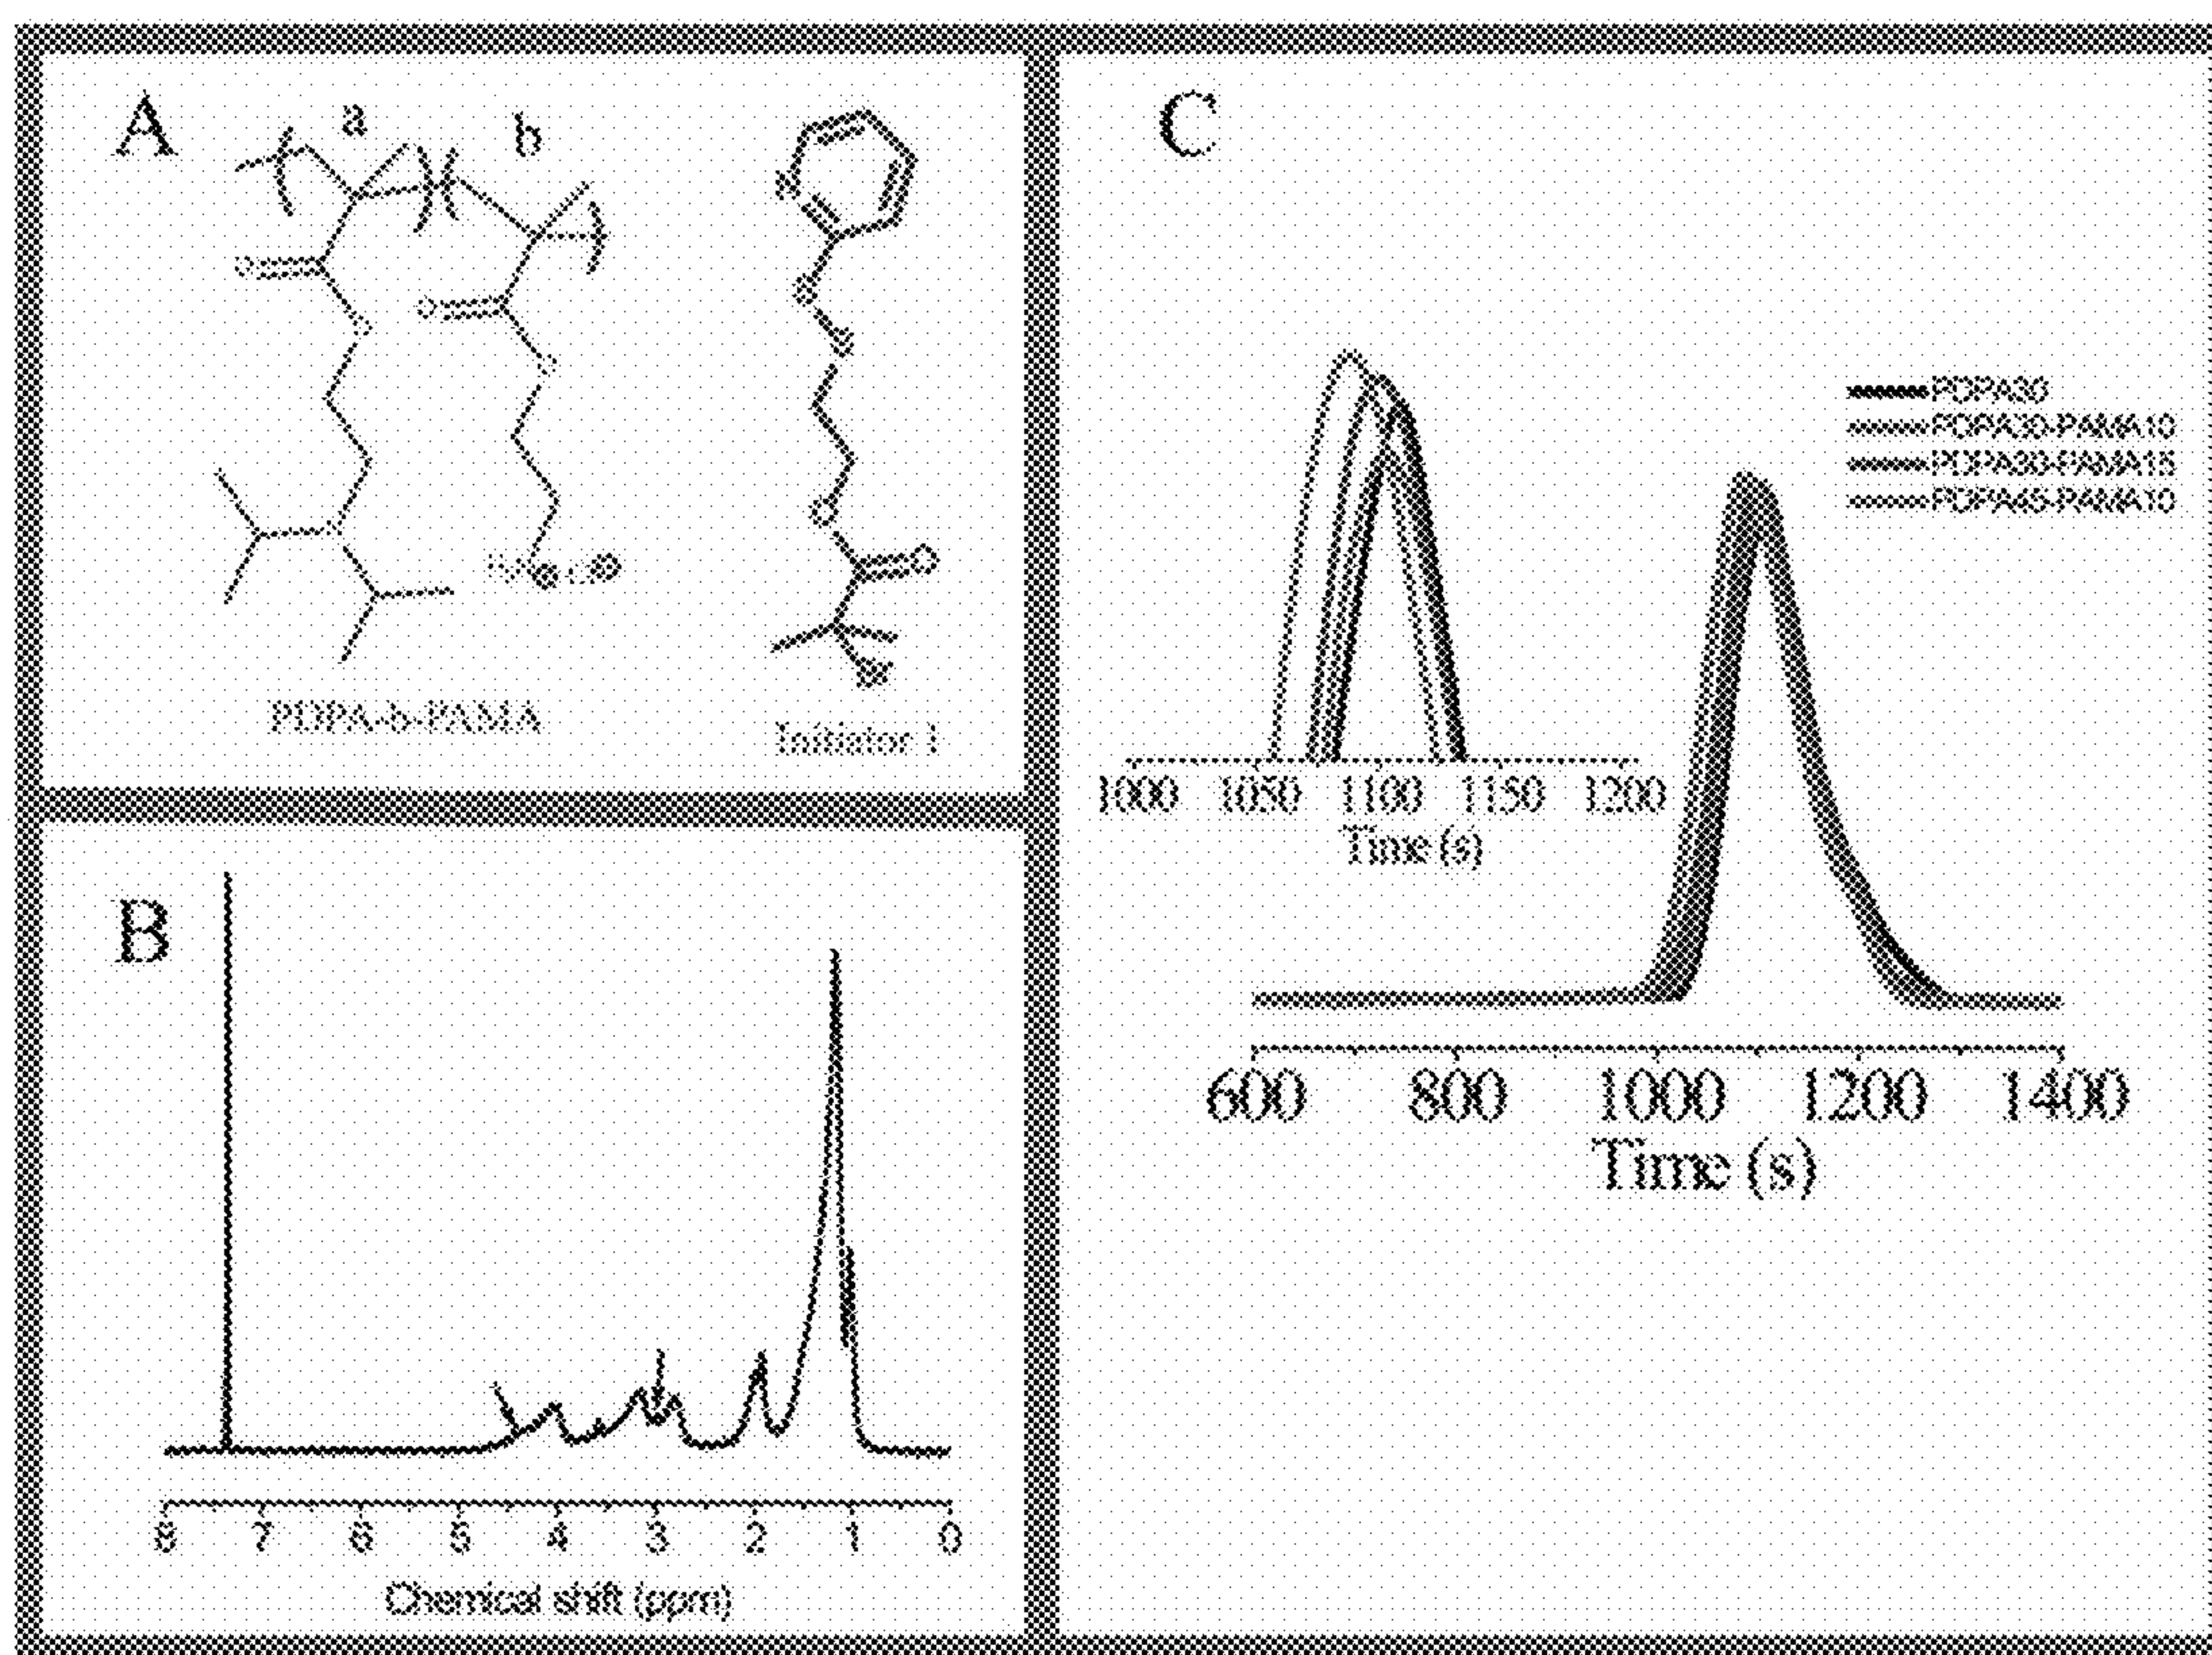 A
a
b
N
O
O
O
O
N
PDPA-b-PAMA
O
O
Initiator 1
B
8 7 6 5 4 3 2 1 0
Chemical shift (ppm)
C
PDPA30
PDPA30-PAMA10
PDPA30-PAMA15
PDPA45-PAMA10
1000 1050 1100 1150 1200
Time (s)
600 800 1000 1200 1400
Time (s)